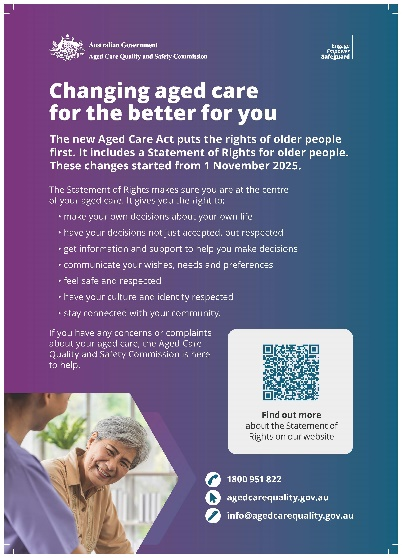 Australian Government
Aged Care Quality and Safety Commission
Engage
Empower
Safeguard
Changing aged care
for the better for you
The new Aged Care Act puts the rights of older people
first. It includes a Statement of Rights for older people.
These changes started from 1 November 2025.
The Statement of Rights makes sure you are at the centre
of your aged care. It gives you the right to:
• make your own decisions about your own life
• have your decisions not just accepted, but respected
• get information and support to help you make decisions
• communicate your wishes, needs and preferences
• feel safe and respected
• have your culture and identity respected
• stay connected with your community.
If you have any concerns or complaints
about your aged care, the Aged Care
Quality and Safety Commission is here
to help.
Find out more
about the Statement of
Rights on our website
1800 951 822
agedcarequality.gov.au
info@agedcarequality.gov.au